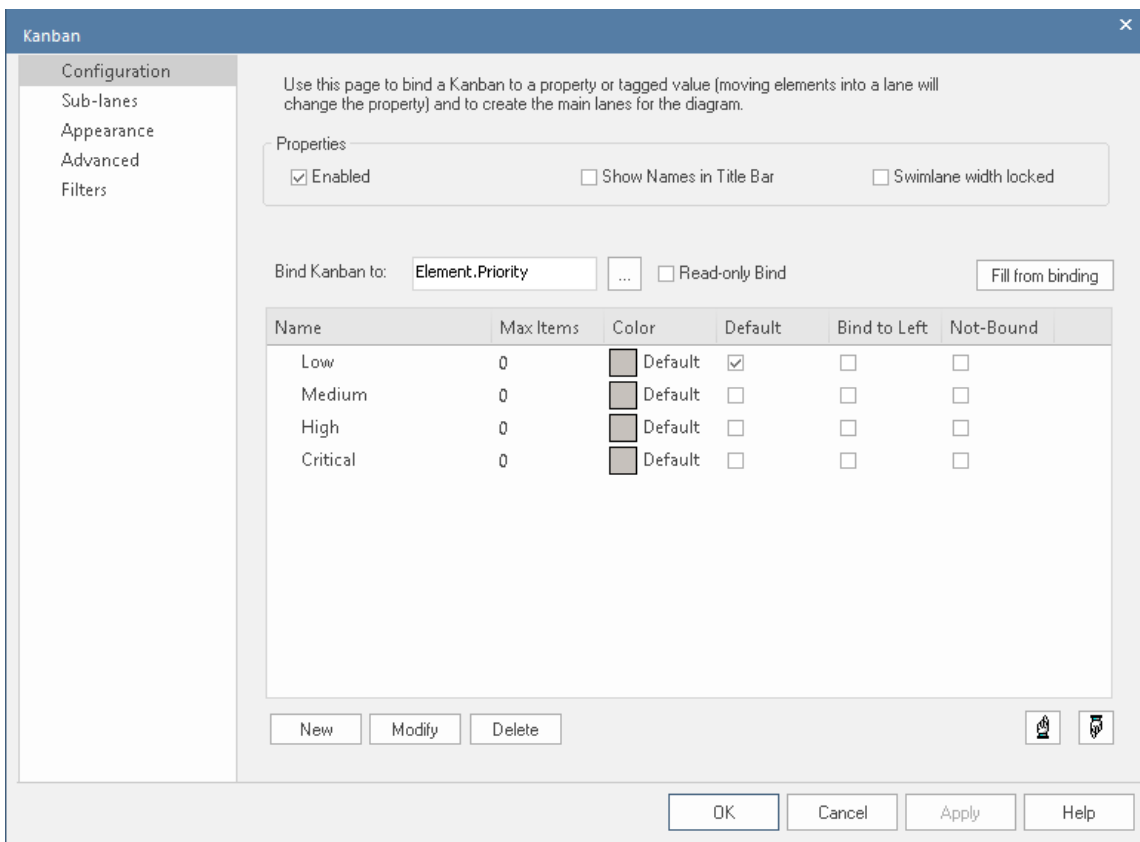 Kanban
Configuration
Sub-lanes
Appearance
Advanced
Filters
Use this page to bind a Kanban to a property or tagged value (moving elements into a lane will
change the property) and to create the main lanes for the diagram.
Properties
Enabled Show Names in Title Bar Swimlane width locked
Bind Kanban to: Element.Priority ... Read-only Bind Fill from binding
Name Max Items Color Default Bind to Left Not-Bound
Low 0 Default
Medium 0 Default
High 0 Default
Critical 0 Default
New Modify Delete
OK Cancel Apply Help